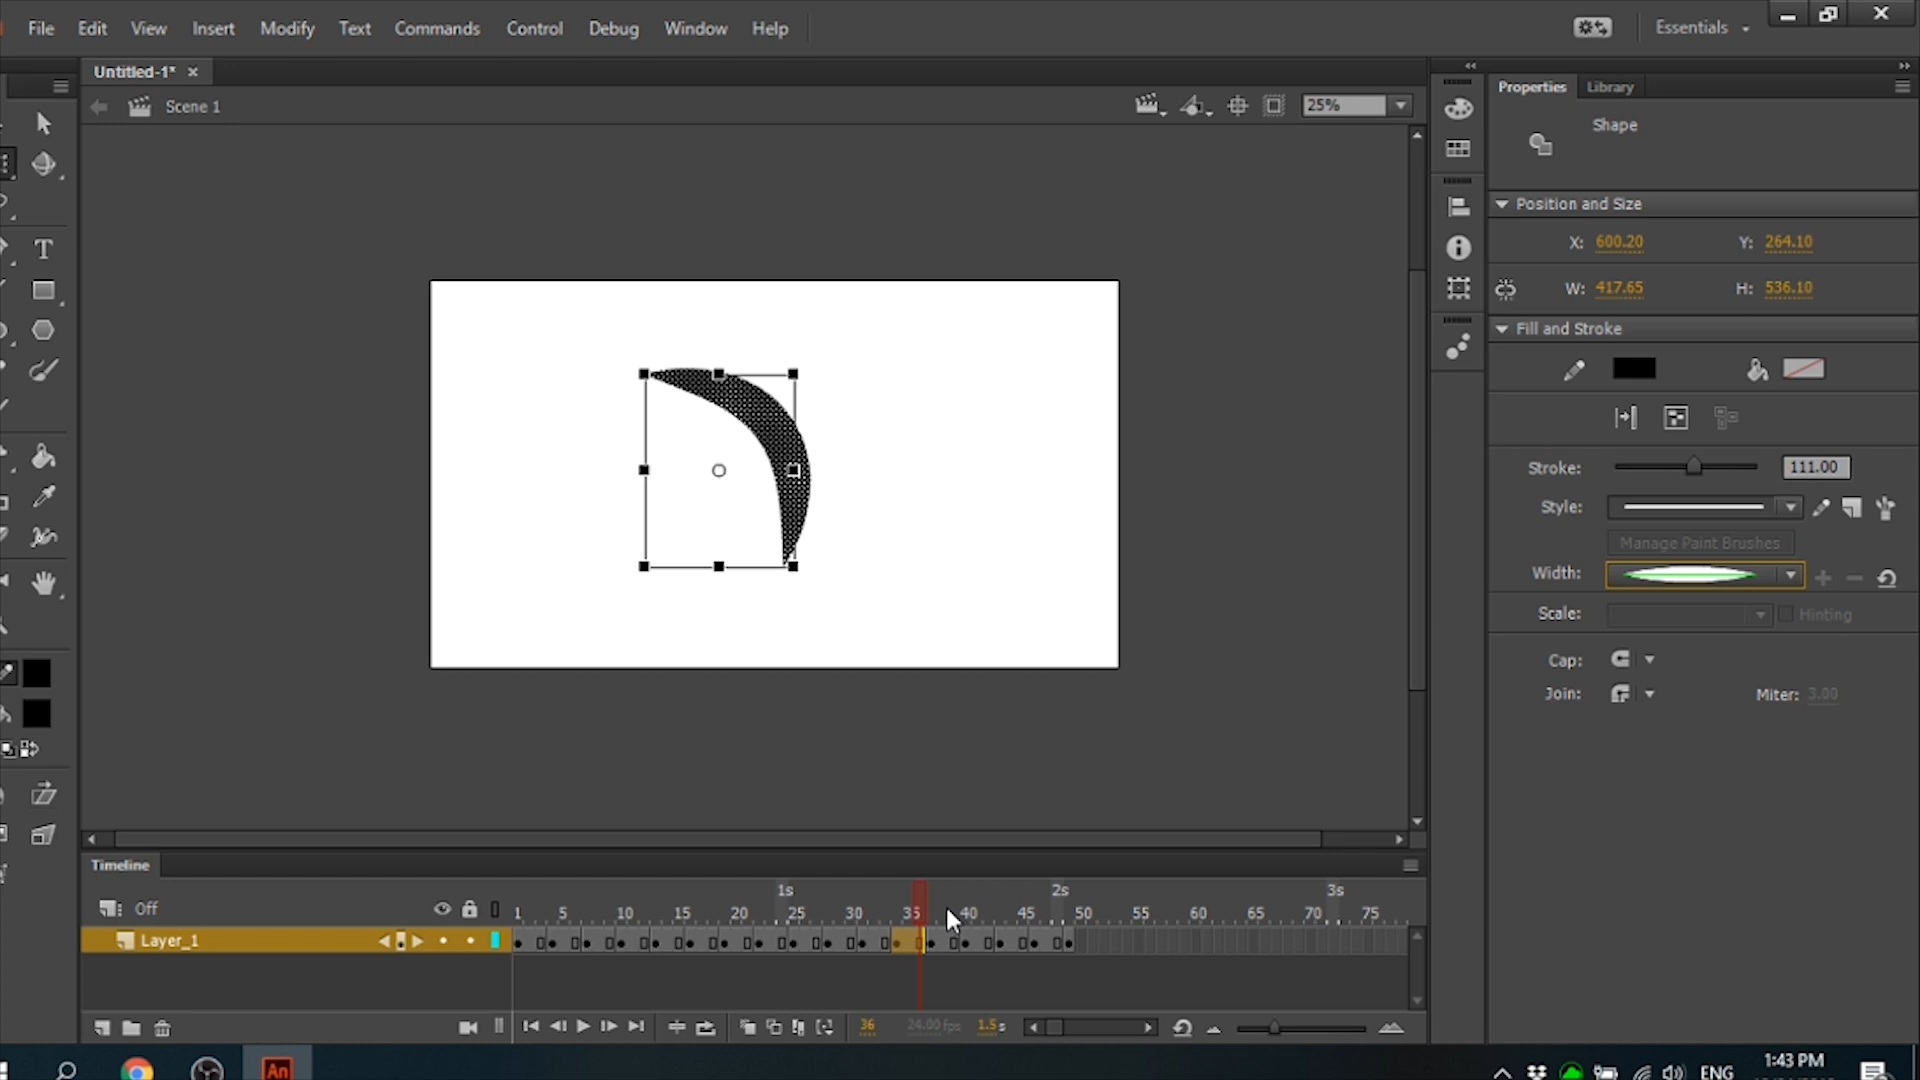 File Edit View Insert Modify Text Commands Control Debug Window Help
Essentials
Untitled-1*
Scene 1
25%
Properties Library
Shape
Position and Size
X: 600.20 Y: 264.10
W: 417.65 H: 536.10
Fill and Stroke
Stroke: 111.00
Style:
Manage Paint Brushes
Width:
Scale: Hinting
Cap:
Join: Miter: 3.00
Timeline
1s 2s 3s
Off 1 5 10 15 20 25 30 35 40 45 50 55 60 65 70 75
Layer_1
36 24.00 fps 1.5 s
An ENG 1:43 PM